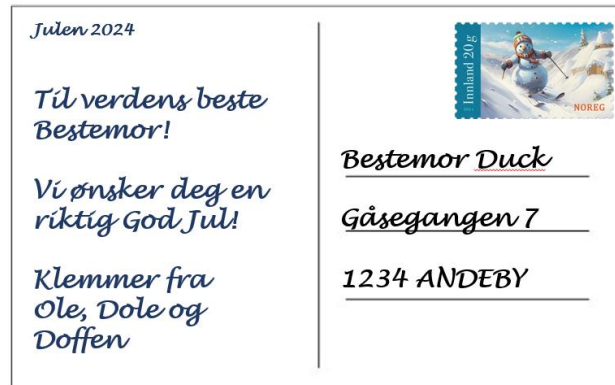 Julen 2024
Til verdens beste
Bestemor!
Vi ønsker deg en
riktig God Jul!
Klemmer fra
Ole, Dole og
Doffen
Innland 20g
NOREG
Bestemor Duck
Gåsegangen 7
1234 ANDEBY